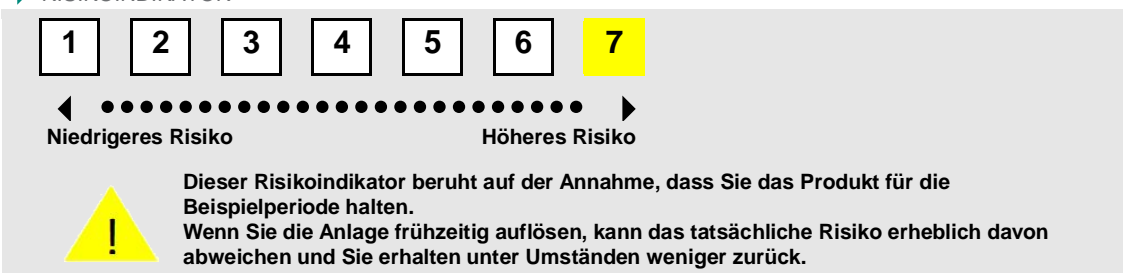 RISIKOINDIKATOR
1 2 3 4 5 6 7
Niedrigeres Risiko Höheres Risiko
! Dieser Risikoindikator beruht auf der Annahme, dass Sie das Produkt für die
Beispielperiode halten.
Wenn Sie die Anlage frühzeitig auflösen, kann das tatsächliche Risiko erheblich davon
abweichen und Sie erhalten unter Umständen weniger zurück.